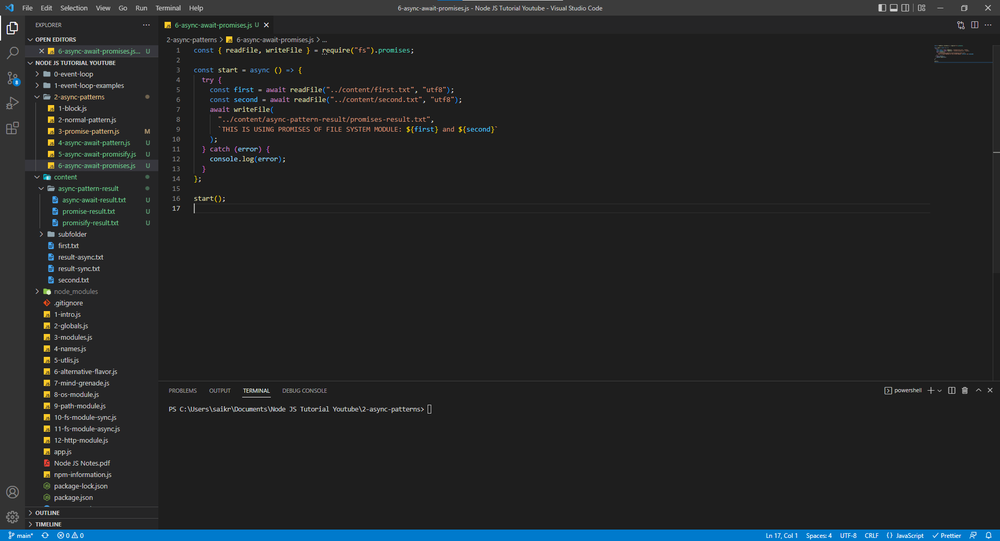 File Edit Selection View Go Run Terminal Help
6-async-await-promises.js - Node JS Tutorial Youtube - Visual Studio Code
EXPLORER
OPEN EDITORS
6-async-await-promises.js... U
NODE JS TUTORIAL YOUTUBE
0-event-loop
1-event-loop-examples
2-async-patterns
1-block.js
2-normal-pattern.js
3-promise-pattern.js M
4-async-await-pattern.js U
5-async-await-promisify.js U
6-async-await-promises.js U
content
async-pattern-result
async-await-result.txt U
promise-result.txt U
promisify-result.txt U
subfolder
first.txt
result-async.txt
result-sync.txt
second.txt
node_modules
.gitignore
1-intro.js
2-globals.js
3-modules.js
4-names.js
5-utlis.js
6-alternative-flavor.js
7-mind-grenade.js
8-os-module.js
9-path-module.js
10-fs-module-sync.js
11-fs-module-async.js
12-http-module.js
app.js
Node JS Notes.pdf
npm-information.js
package-lock.json
package.json
OUTLINE
TIMELINE
8
6-async-await-promises.js U
2-async-patterns > 6-async-await-promises.js > ...
1 const { readFile, writeFile } = require("fs").promises;
2
3 const start = async () => {
4 try {
5 const first = await readFile("../content/first.txt", "utf8");
6 const second = await readFile("../content/second.txt", "utf8");
7 await writeFile(
8 "../content/async-pattern-result/promises-result.txt",
9 `THIS IS USING PROMISES OF FILE SYSTEM MODULE: ${first} and ${second}`
10 );
11 } catch (error) {
12 console.log(error);
13 }
14 };
15
16 start();
17
PROBLEMS OUTPUT TERMINAL DEBUG CONSOLE
powershell
PS C:\Users\saikr\Documents\Node JS Tutorial Youtube\2-async-patterns>
main* 0 0
Ln 17, Col 1 Spaces: 4 UTF-8 CRLF {} JavaScript Prettier